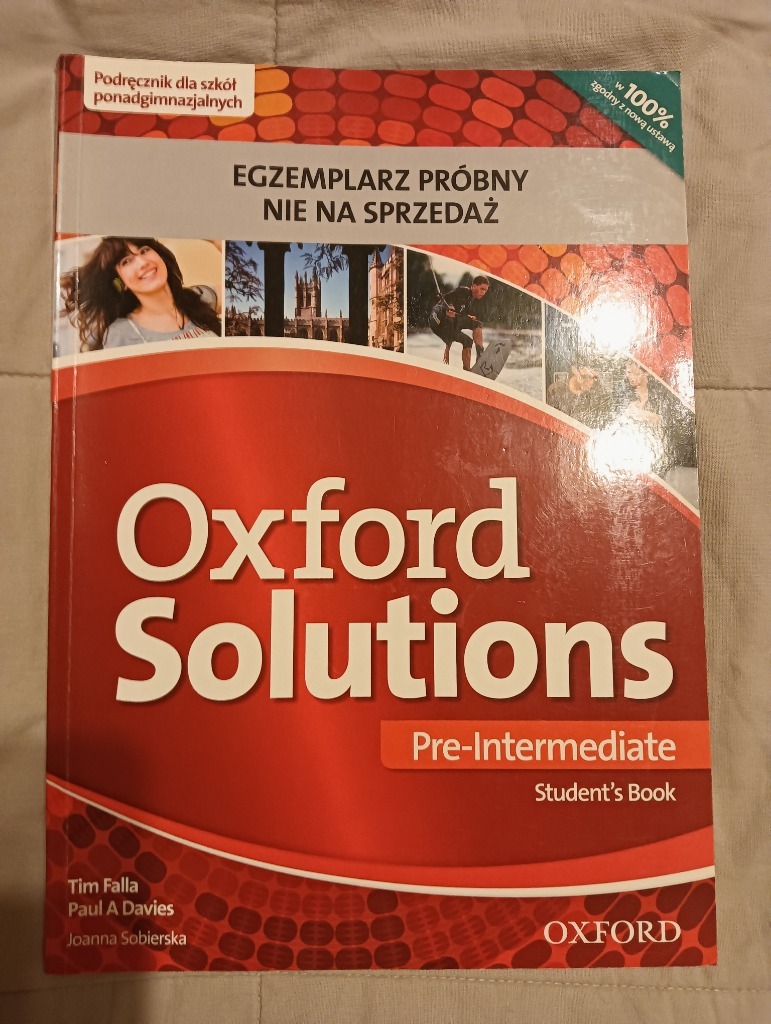 Podręcznik dla szkół
ponadgimnazjalnych
w 100%
zgodny z nową ustawą
EGZEMPLARZ PRÓBNY
NIE NA SPRZEDAŻ
Oxford
Solutions
Pre-Intermediate
Student's Book
Tim Falla
Paul A Davies
Joanna Sobierska
OXFORD